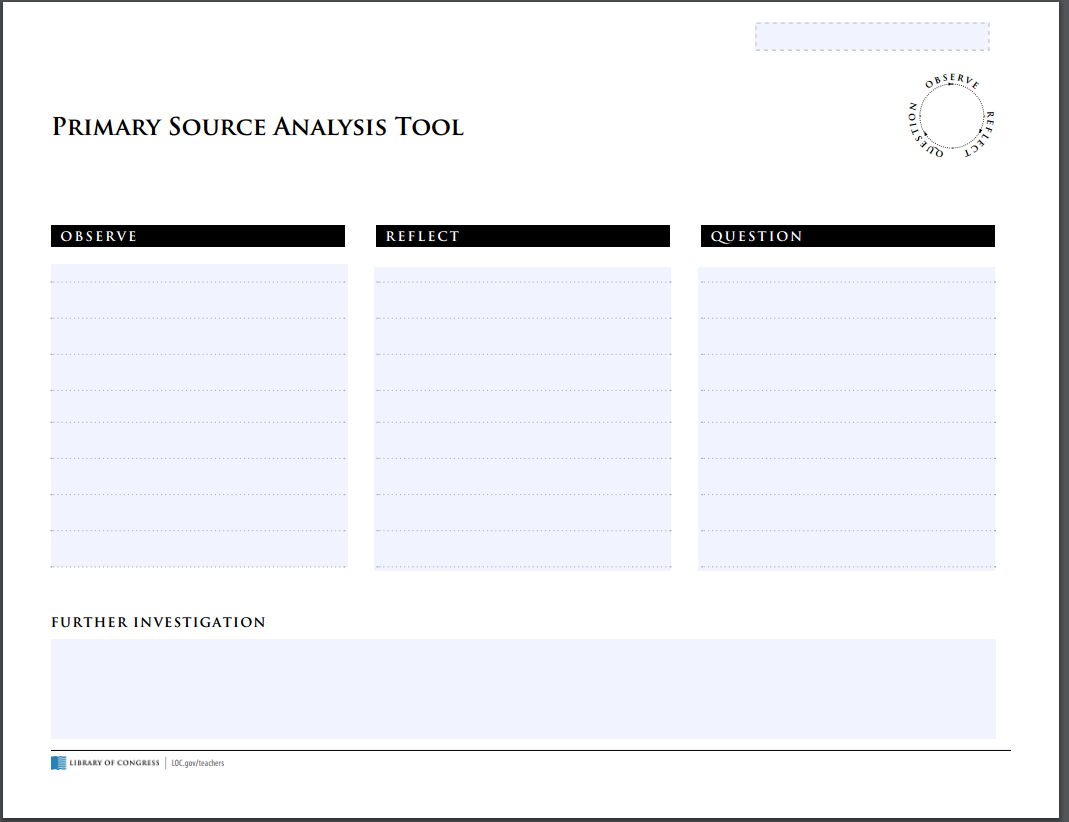 OBSERVE
REFLECT
QUESTION
PRIMARY SOURCE ANALYSIS TOOL
OBSERVE
REFLECT
QUESTION
FURTHER INVESTIGATION
LIBRARY OF CONGRESS | LOC.gov/teachers